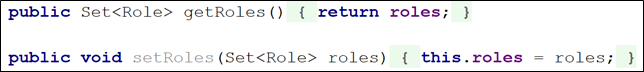 public Set<Role> getRoles() { return roles; }
public void setRoles(Set<Role> roles) { this.roles = roles; }